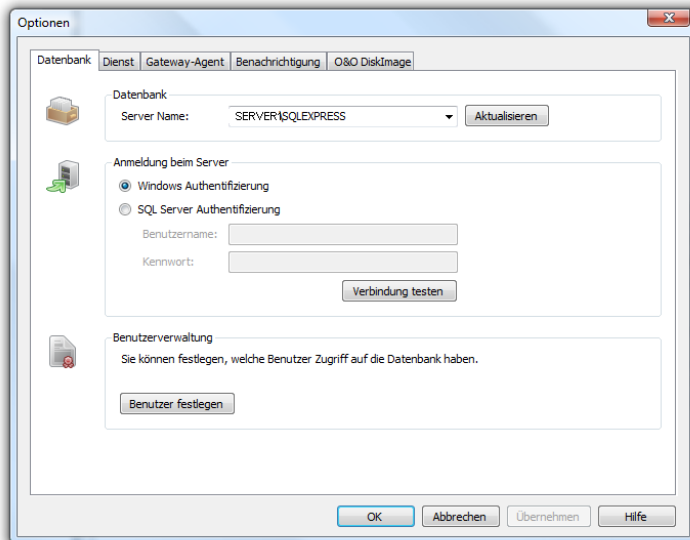 Optionen
Datenbank Dienst Gateway-Agent Benachrichtigung O&O DiskImage
Datenbank
Server Name: SERVER1\SQLEXPRESS Aktualisieren
Anmeldung beim Server
Windows Authentifizierung
SQL Server Authentifizierung
Benutzername:
Kennwort:
Verbindung testen
Benutzerverwaltung
Sie können festlegen, welche Benutzer Zugriff auf die Datenbank haben.
Benutzer festlegen
OK Abbrechen Übernehmen Hilfe